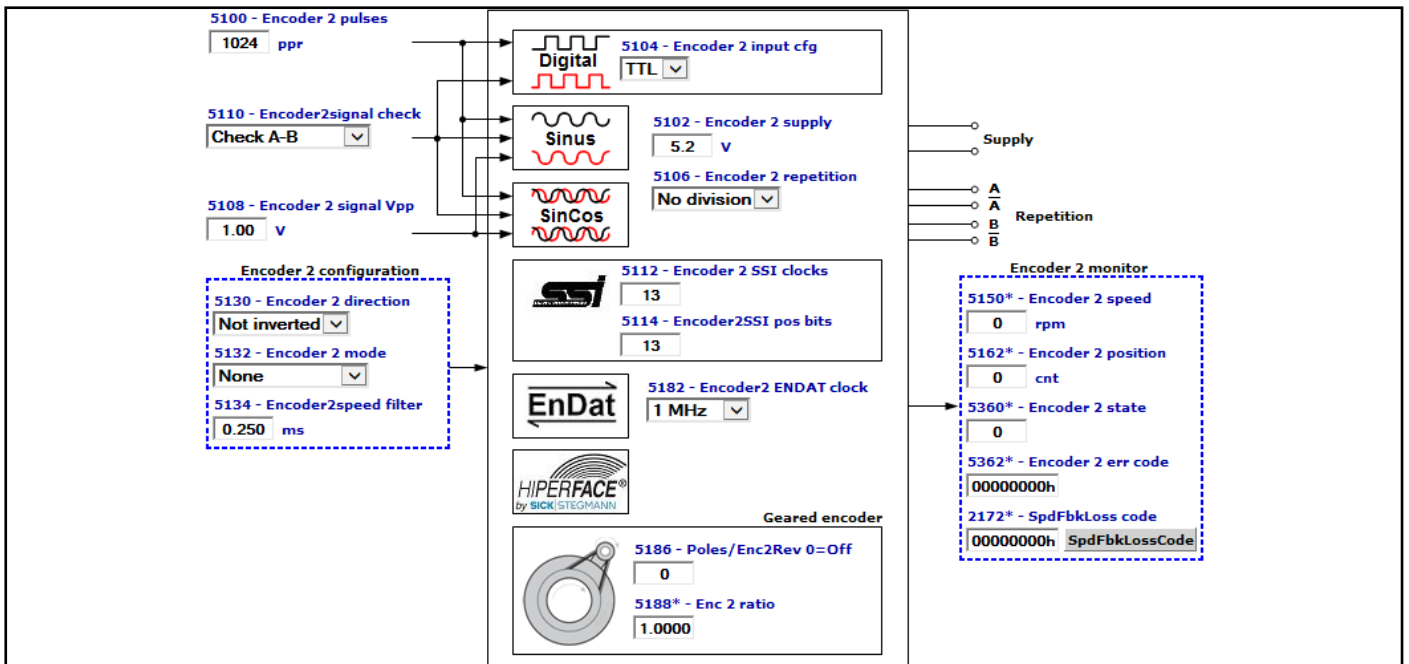 5100 - Encoder 2 pulses
1024 ppr
5110 - Encoder2signal check
Check A-B
5108 - Encoder 2 signal Vpp
1.00 V
Encoder 2 configuration
5130 - Encoder 2 direction
Not inverted
5132 - Encoder 2 mode
None
5134 - Encoder2speed filter
0.250 ms
Digital
5104 - Encoder 2 input cfg
TTL
Sinus
5102 - Encoder 2 supply
5.2 V
5106 - Encoder 2 repetition
No division
SinCos
ssi
5112 - Encoder 2 SSI clocks
13
5114 - Encoder2SSI pos bits
13
EnDat
5182 - Encoder2 ENDAT clock
1 MHz
HIPERFACE®
by SICK|STEGMANN
Geared encoder
5186 - Poles/Enc2Rev 0=Off
0
5188* - Enc 2 ratio
1.0000
Supply
A
A
B
B
Repetition
Encoder 2 monitor
5150* - Encoder 2 speed
0 rpm
5162* - Encoder 2 position
0 cnt
5360* - Encoder 2 state
0
5362* - Encoder 2 err code
00000000h
2172* - SpdFbkLoss code
00000000h SpdFbkLossCode